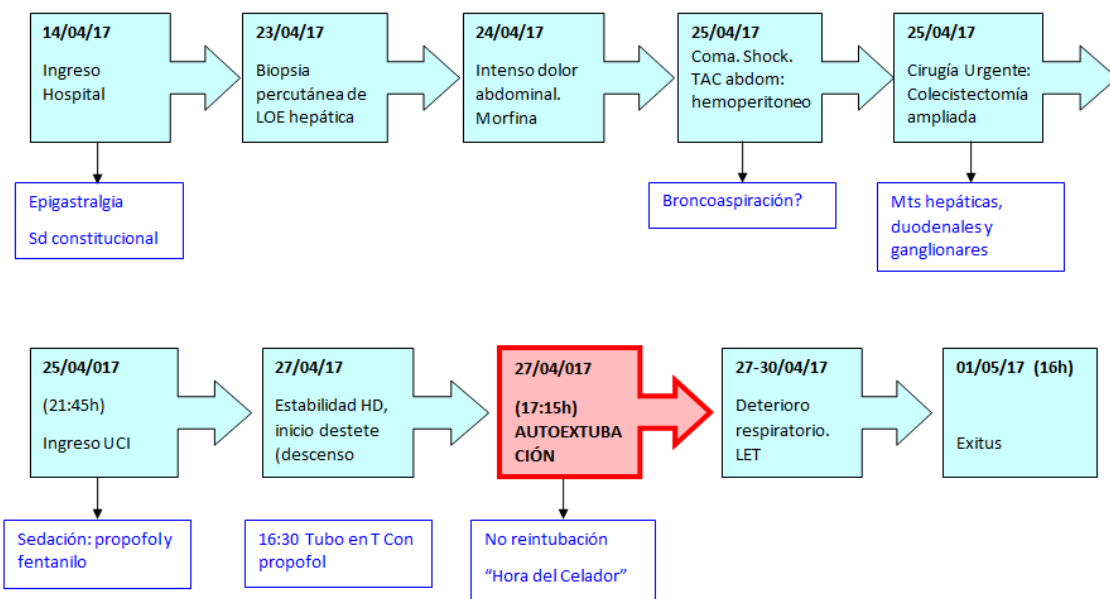 14/04/17
Ingreso
Hospital
23/04/17
Biopsia
percutánea de
LOE hepática
24/04/17
Intenso dolor
abdominal.
Morfina
25/04/17
Coma. Shock.
TAC abdom:
hemoperitoneo
25/04/17
Cirugía Urgente:
Colecistectomía
ampliada
Epigastralgia
Sd constitucional
Broncoaspiración?
Mts hepáticas,
duodenales y
ganglionares
25/04/017
(21:45h)
Ingreso UCI
27/04/17
Estabilidad HD,
inicio destete
(descenso
27/04/017
(17:15h)
AUTOEXTUBA
CIÓN
27-30/04/17
Deterioro
respiratorio.
LET
01/05/17 (16h)
Exitus
Sedación: propofol y
fentanilo
16:30 Tubo en T Con
propofol
No reintubación
“Hora del Celador”